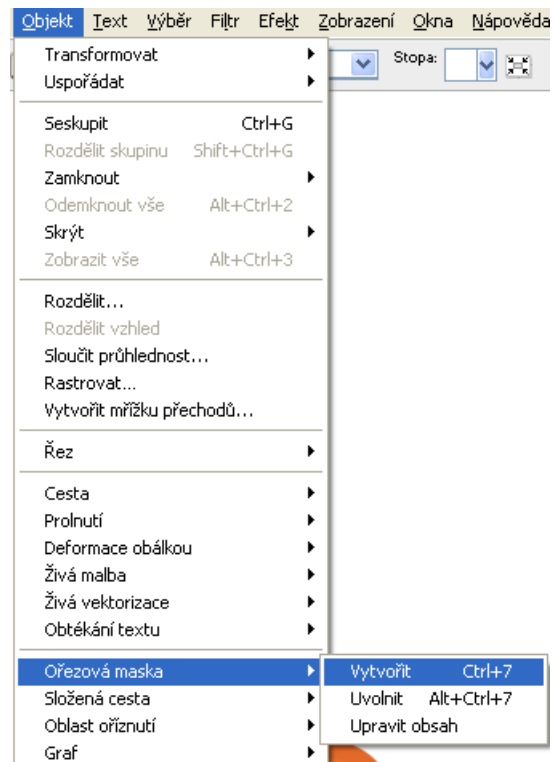 Objekt Text Výběr Filtr Efekt Zobrazení Okna Nápověda
Stopa:
Transformovat
Uspořádat
Seskupit Ctrl+G
Rozdělit skupinu Shift+Ctrl+G
Zamknout
Odemknout vše Alt+Ctrl+2
Skrýt
Zobrazit vše Alt+Ctrl+3
Rozdělit...
Rozdělit vzhled
Sloučit průhlednost...
Rastrovat...
Vytvořit mřížku přechodů...
Řez
Cesta
Prolnutí
Deformace obálkou
Živá malba
Živá vektorizace
Obtékání textu
Ořezová maska
Vytvořit Ctrl+7
Složená cesta
Uvolnit Alt+Ctrl+7
Oblast oříznutí
Upravit obsah
Graf